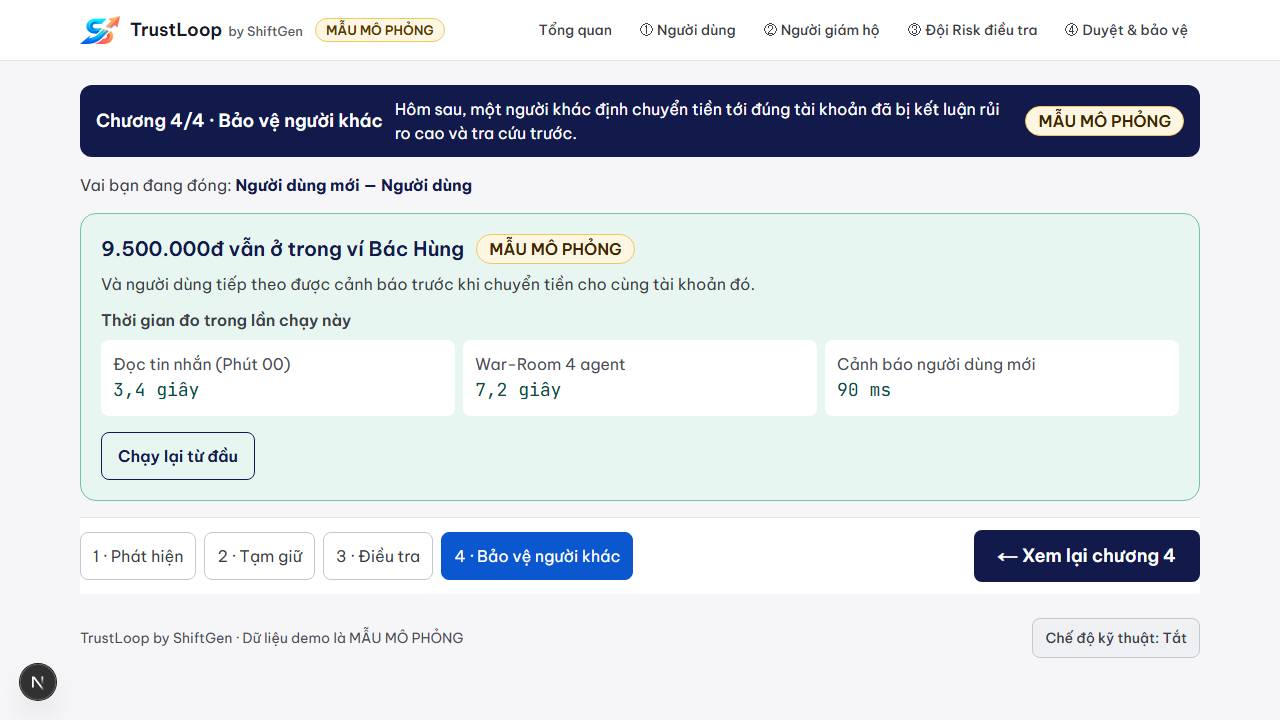 TrustLoop by ShiftGen MẪU MÔ PHỎNG
Tổng quan ① Người dùng ② Người giám hộ ③ Đội Risk điều tra ④ Duyệt & bảo vệ
Chương 4/4 · Bảo vệ người khác
Hôm sau, một người khác định chuyển tiền tới đúng tài khoản đã bị kết luận rủi
ro cao và tra cứu trước.
MẪU MÔ PHỎNG
Vai bạn đang đóng: Người dùng mới — Người dùng
9.500.000đ vẫn ở trong ví Bác Hùng MẪU MÔ PHỎNG
Và người dùng tiếp theo được cảnh báo trước khi chuyển tiền cho cùng tài khoản đó.
Thời gian đo trong lần chạy này
Đọc tin nhắn (Phút 00)
3,4 giây
War-Room 4 agent
7,2 giây
Cảnh báo người dùng mới
90 ms
Chạy lại từ đầu
1 · Phát hiện 2 · Tạm giữ 3 · Điều tra 4 · Bảo vệ người khác ← Xem lại chương 4
TrustLoop by ShiftGen · Dữ liệu demo là MẪU MÔ PHỎNG Chế độ kỹ thuật: Tắt
N